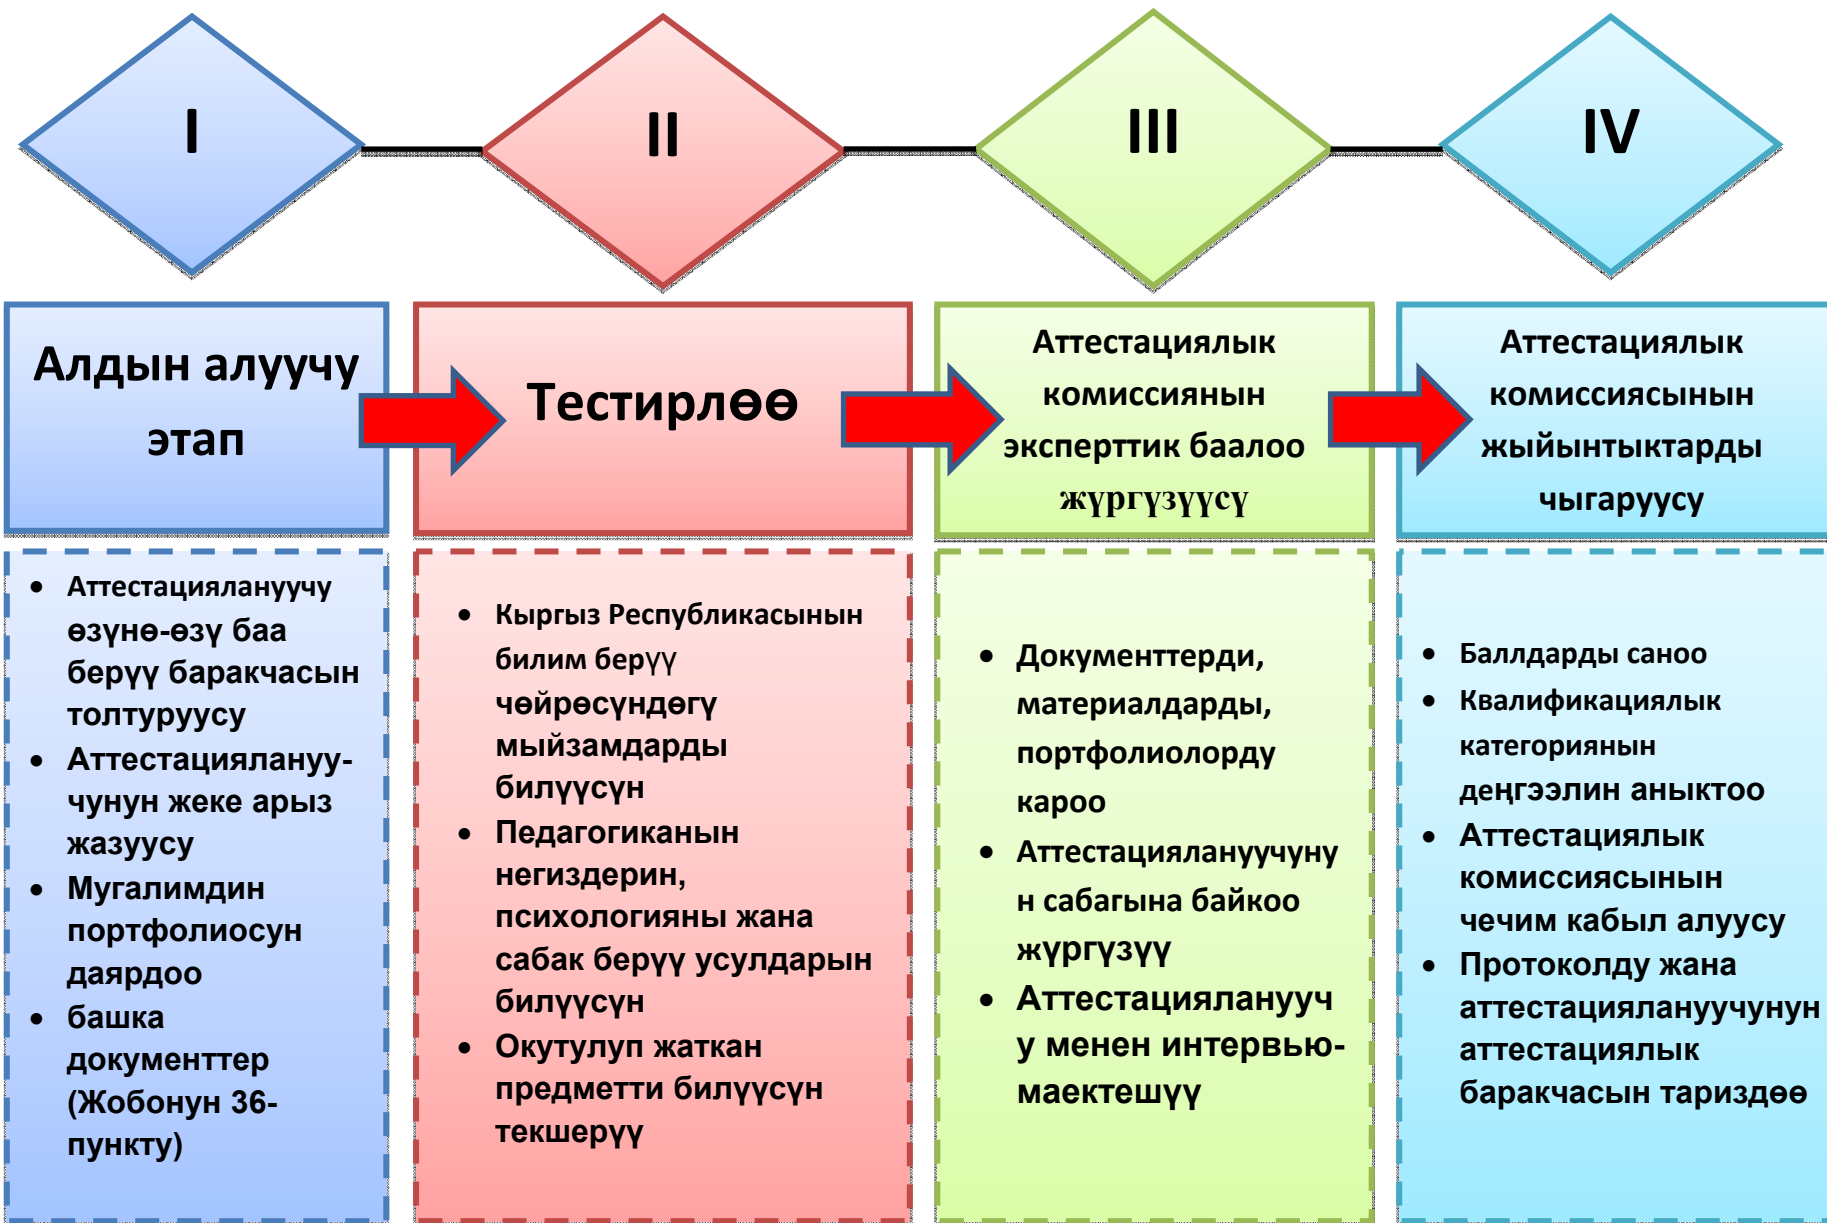 I
II
III
IV
Алдын алуучу
этап
Тестирлөө
Аттестациялык
комиссиянын
эксперттик баалоо
жүргүзүүсү
Аттестациялык
комиссиясынын
жыйынтыктарды
чыгаруусу
• Аттестациялануучу
өзүнө-өзү баа
берүү баракчасын
толтуруусу
• Аттестациялануу-
чунун жеке арыз
жазуусу
• Мугалимдин
портфолиосун
даярдоо
• башка
документтер
(Жобонун 36-
пункту)
• Кыргыз Республикасынын
билим берүү
чөйрөсүндөгү
мыйзамдарды
билүүсүн
• Педагогиканын
негиздерин,
психологияны жана
сабак берүү усулдарын
билүүсүн
• Окутулуп жаткан
предметти билүүсүн
текшерүү
• Документтерди,
материалдарды,
портфолиолорду
кароо
• Аттестациялануучуну
н сабагына байкоо
жүргүзүү
• Аттестацияланууч
у менен интервью-
маектешүү
• Баллдарды саноо
• Квалификациялык
категориянын
деңгээлин аныктоо
• Аттестациялык
комиссиясынын
чечим кабыл алуусу
• Протоколду жана
аттестациялануучунун
аттестациялык
баракчасын тариздөө